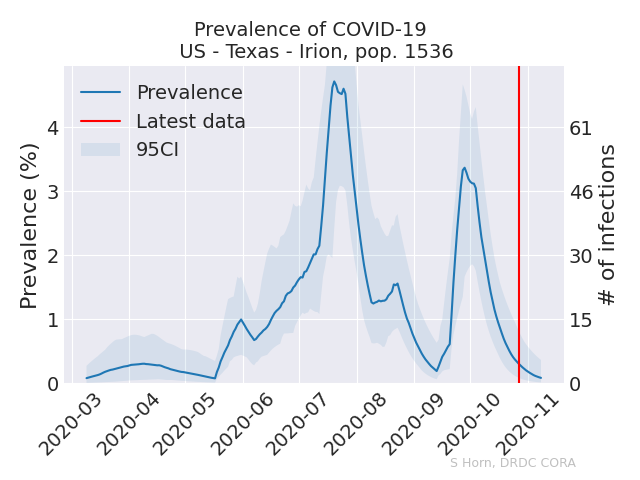 Prevalence of COVID-19
US - Texas - Irion, pop. 1536
Prevalence
Latest data
95CI
Prevalence (%)
4
3
2
1
0
61
46
30
15
0
# of infections
2020-03
2020-04
2020-05
2020-06
2020-07
2020-08
2020-09
2020-10
2020-11
S Horn, DRDC CORA